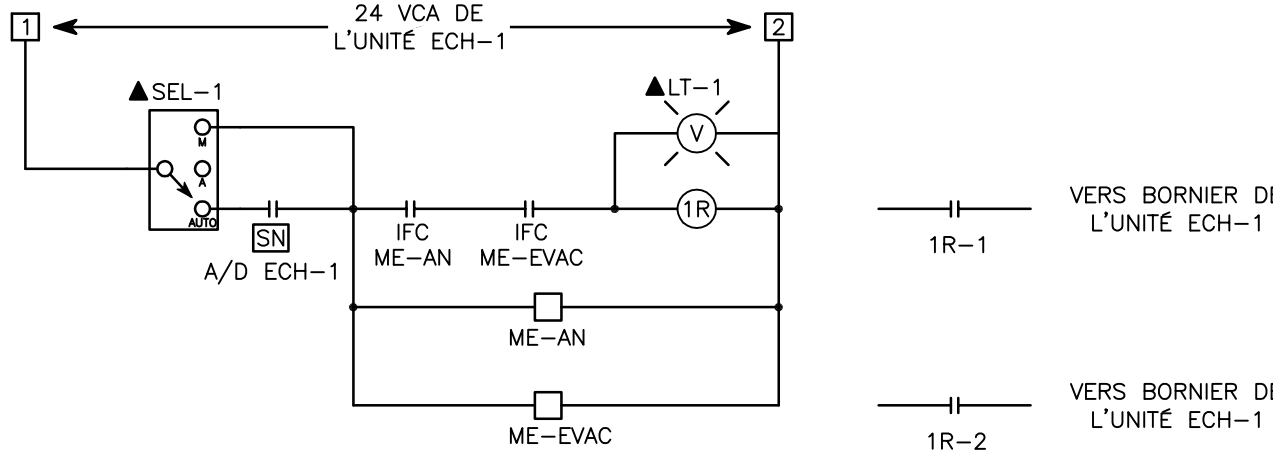 1
24 VCA DE
L'UNITÉ ECH-1
2
▲SEL-1
M
A
AUTO
SN
A/D ECH-1
IFC
ME-AN
IFC
ME-EVAC
▲LT-1
V
1R
1R-1
VERS BORNIER DE
L'UNITÉ ECH-1
ME-AN
ME-EVAC
1R-2
VERS BORNIER DE
L'UNITÉ ECH-1